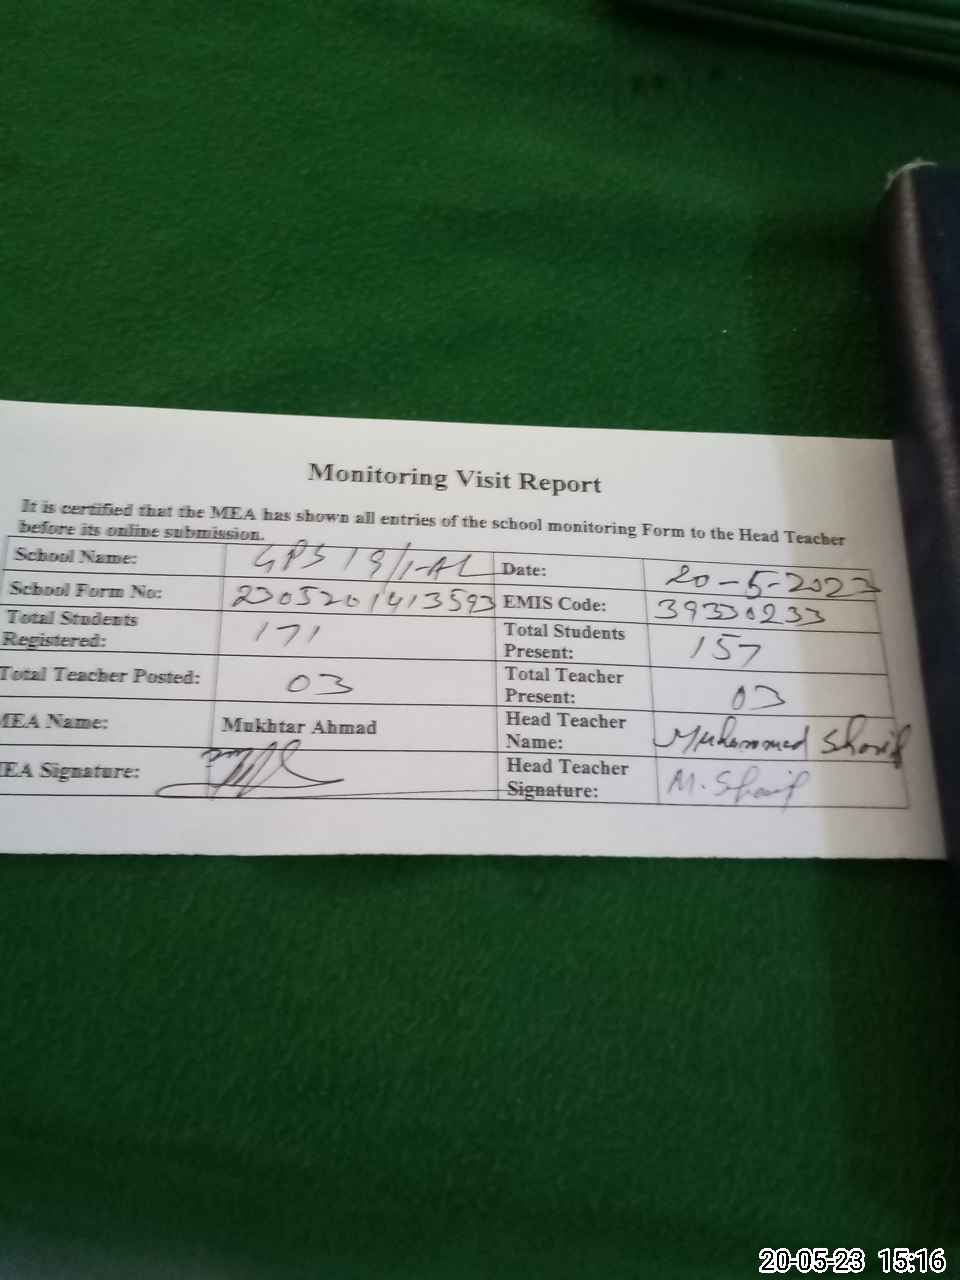 Monitoring Visit Report
It is certified that the MEA has shown all entries of the school monitoring Form to the Head Teacher
before its online submission.
School Name: GPS 19/1-AL Date: 20-5-2023
School Form No: 2305201413593 EMIS Code: 39330233
Total Students Registered: 171 Total Students Present: 157
Total Teacher Posted: 03 Total Teacher Present: 03
MEA Name: Mukhtar Ahmad Head Teacher Name: Muhammed Sharif
EA Signature: Head Teacher Signature: M. Sharif
20-05-23 15:16